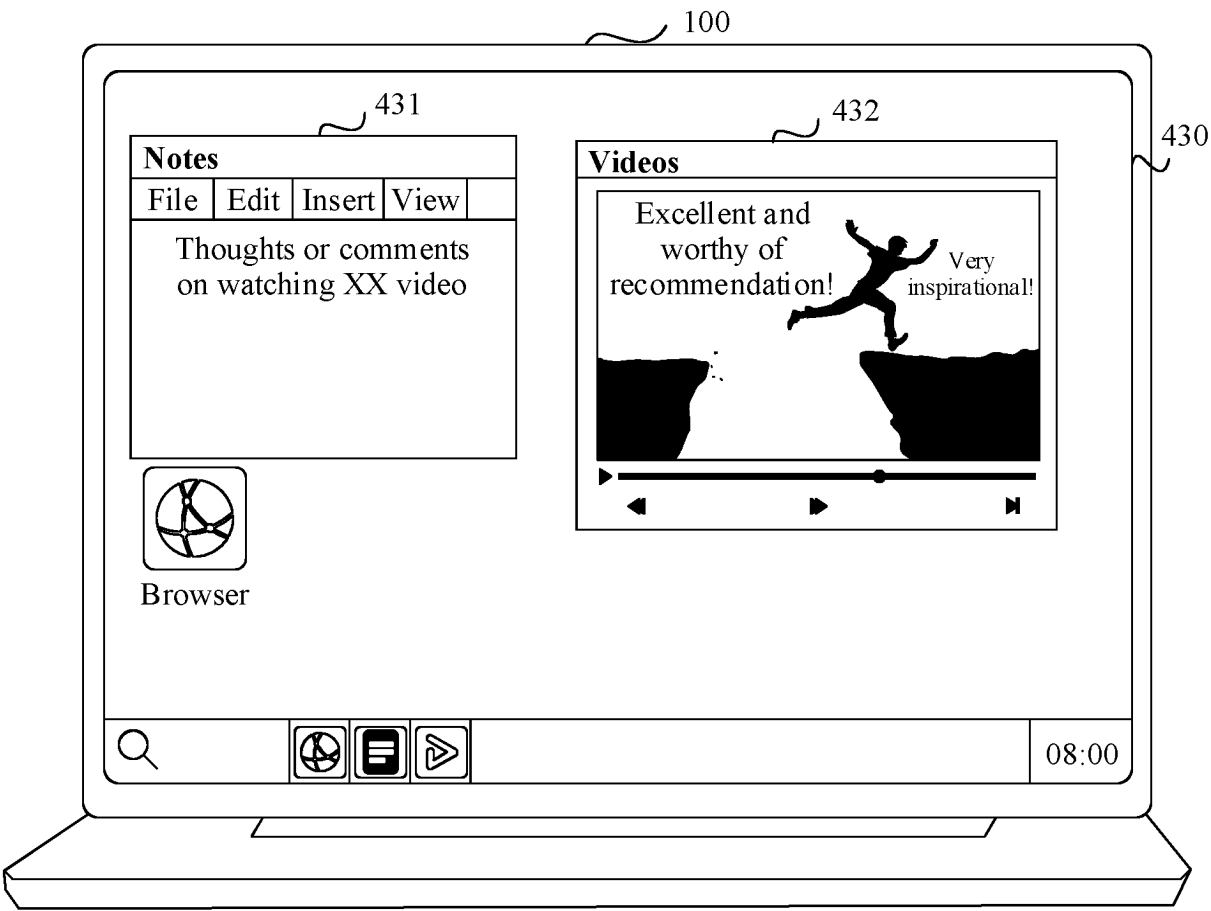 100
431
432
430
Notes
File Edit Insert View
Thoughts or comments
on watching XX video
Videos
Excellent and
worthy of
recommendation!
Very
inspirational!
Browser
08:00